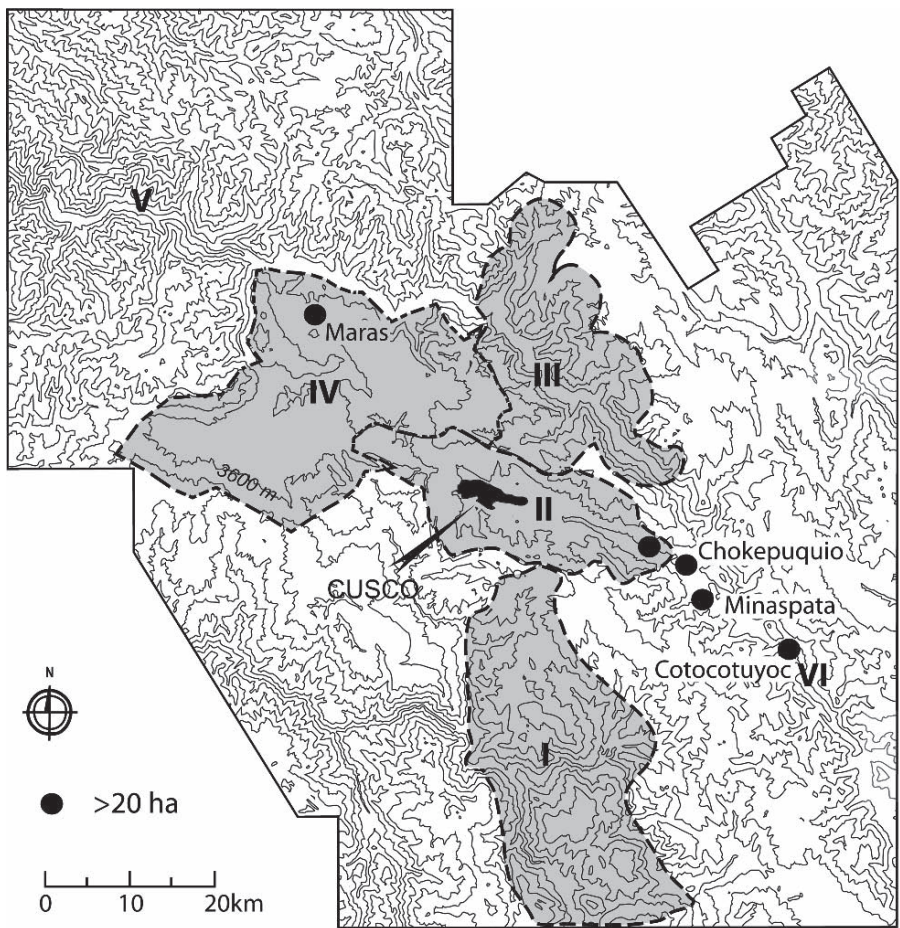 V
Maras
III
IV
3600 m
II
Chokepuquio
CUSCO
Minaspata
Cotocotuyoc
VI
N
I
>20 ha
0 10 20km